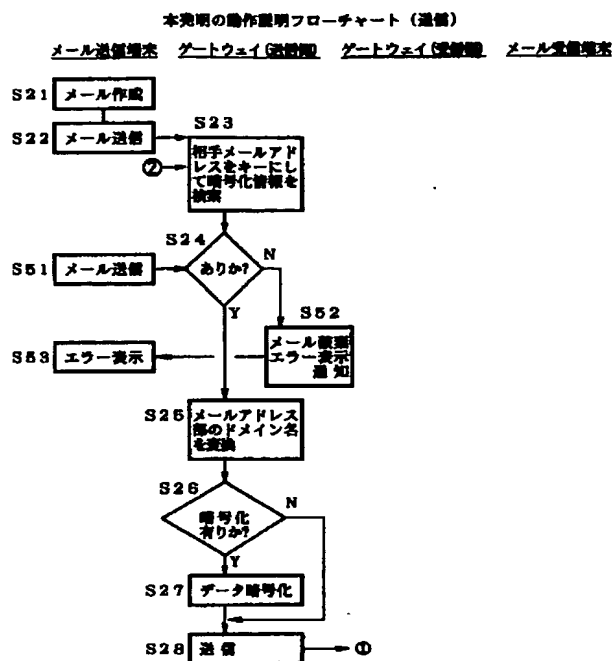 本発明の動作説明フローチャート（送信）
メール送信端末 ゲートウェイ(送信側) ゲートウェイ(受信側) メール受信端末
S21 メール作成
S22 メール送信
S23
相手メールアド
レスをキーにし
て暗号化情報を
検索
②
S24
ありか?
N
Y
S51 メール送信
S52
メール破棄
エラー表示
通知
S53 エラー表示
S25
メールアドレス
部のドメイン名
を変換
S26
暗号化
有りか?
N
Y
S27 データ暗号化
S28 送信
①